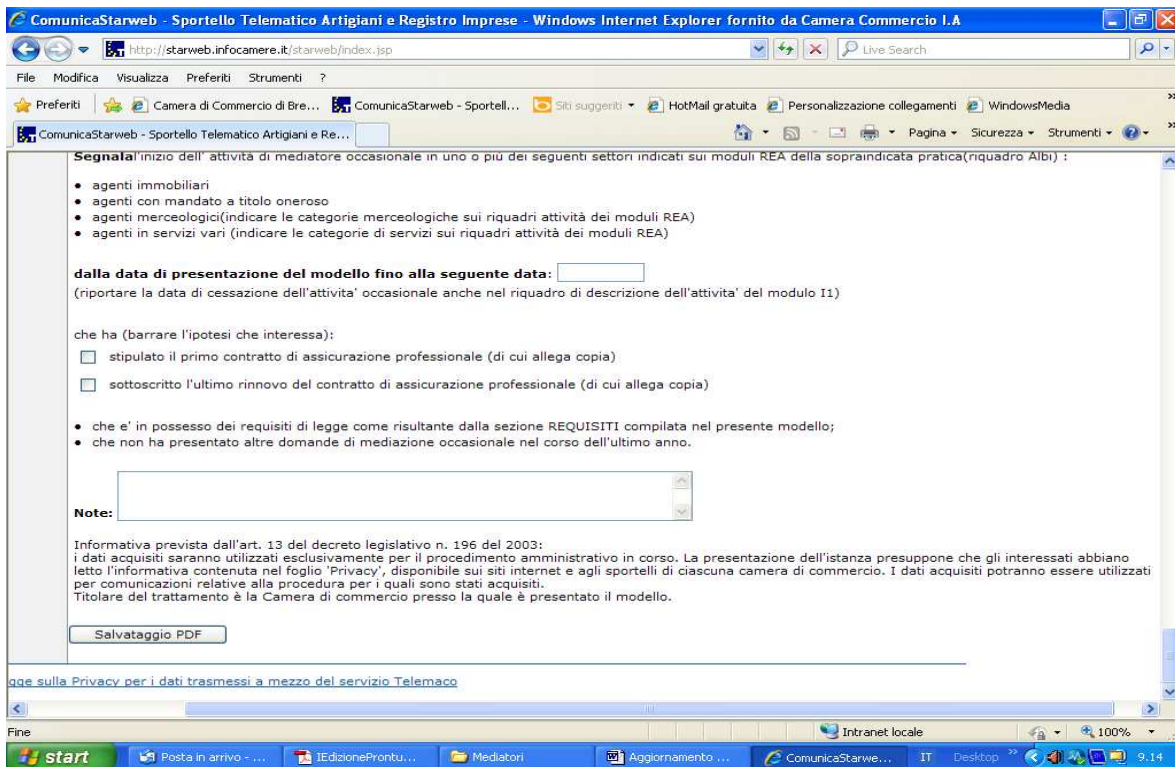 ComunicaStarweb - Sportello Telematico Artigiani e Registro Imprese - Windows Internet Explorer fornito da Camera Commercio I.A
http://starweb.infocamere.it/starweb/index.jsp
Live Search
File Modifica Visualizza Preferiti Strumenti ?
Preferiti Camera di Commercio di Bre... ComunicaStarweb - Sportell... Siti suggeriti HotMail gratuita Personalizzazione collegamenti WindowsMedia »
ComunicaStarweb - Sportello Telematico Artigiani e Re... Pagina Sicurezza Strumenti »
Segnalal'inizio dell' attività di mediatore occasionale in uno o più dei seguenti settori indicati sui moduli REA della sopraindicata pratica(riquadro Albi) :
• agenti immobiliari
• agenti con mandato a titolo oneroso
• agenti merceologici(indicare le categorie merceologiche sui riquadri attività dei moduli REA)
• agenti in servizi vari (indicare le categorie di servizi sui riquadri attività dei moduli REA)
dalla data di presentazione del modello fino alla seguente data:
(riportare la data di cessazione dell'attivita' occasionale anche nel riquadro di descrizione dell'attivita' del modulo I1)
che ha (barrare l'ipotesi che interessa):
stipulato il primo contratto di assicurazione professionale (di cui allega copia)
sottoscritto l'ultimo rinnovo del contratto di assicurazione professionale (di cui allega copia)
• che e' in possesso dei requisiti di legge come risultante dalla sezione REQUISITI compilata nel presente modello;
• che non ha presentato altre domande di mediazione occasionale nel corso dell'ultimo anno.
Note:
Informativa prevista dall'art. 13 del decreto legislativo n. 196 del 2003:
i dati acquisiti saranno utilizzati esclusivamente per il procedimento amministrativo in corso. La presentazione dell'istanza presuppone che gli interessati abbiano
letto l'informativa contenuta nel foglio 'Privacy', disponibile sui siti internet e agli sportelli di ciascuna camera di commercio. I dati acquisiti potranno essere utilizzati
per comunicazioni relative alla procedura per i quali sono stati acquisiti.
Titolare del trattamento è la Camera di commercio presso la quale è presentato il modello.
Salvataggio PDF
gge sulla Privacy per i dati trasmessi a mezzo del servizio Telemaco
Fine Intranet locale 100%
start Posta in arrivo - ... IEdizioneProntu... Mediatori Aggiornamento ... ComunicaStarwe... IT Desktop » 9.14